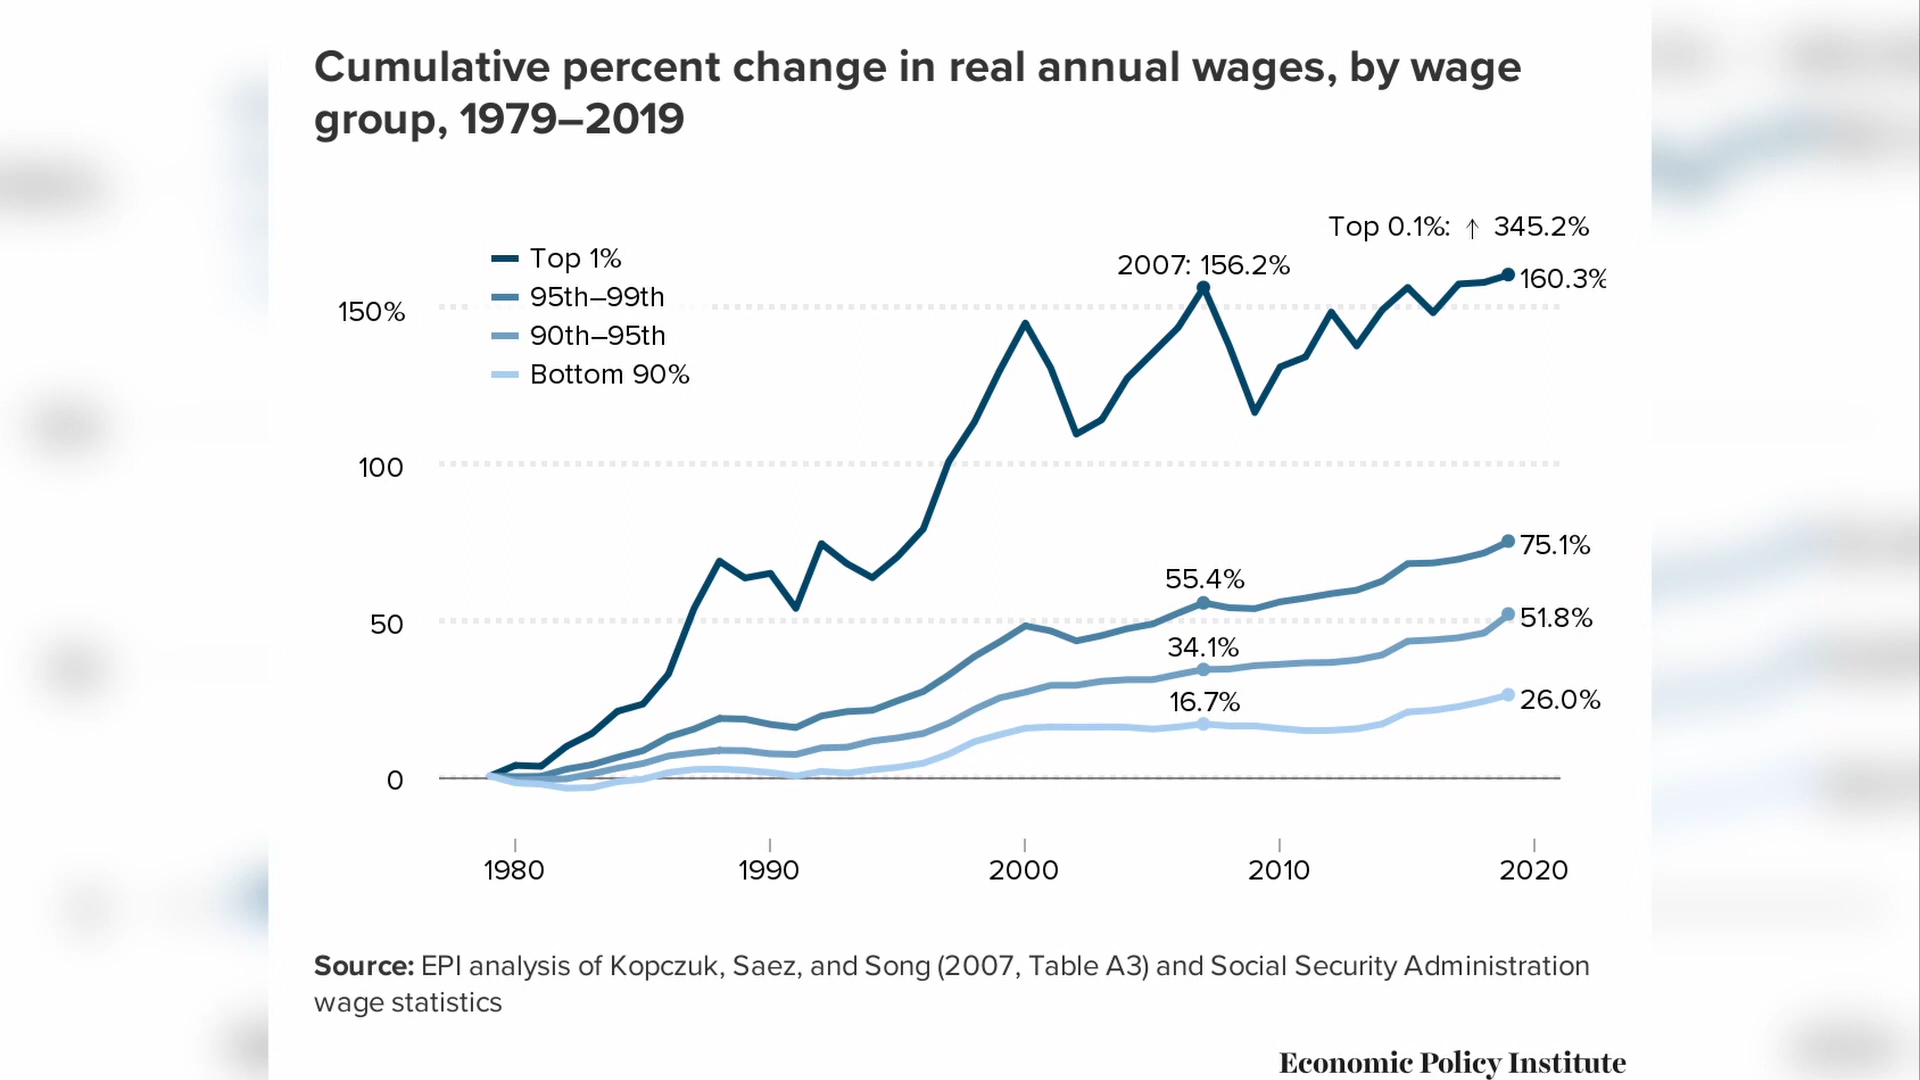 Cumulative percent change in real annual wages, by wage
group, 1979–2019
Top 0.1%: ↑ 345.2%
Top 1%
95th–99th
90th–95th
Bottom 90%
2007: 156.2%
160.3%
150%
100
50
0
55.4%
34.1%
16.7%
75.1%
51.8%
26.0%
1980
1990
2000
2010
2020
Source: EPI analysis of Kopczuk, Saez, and Song (2007, Table A3) and Social Security Administration
wage statistics
Economic Policy Institute